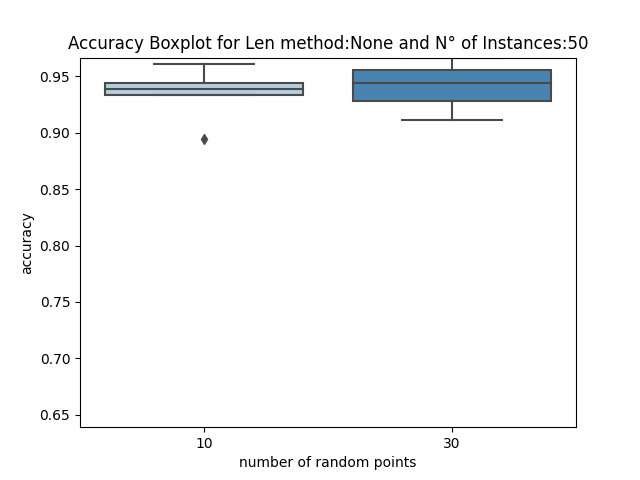 Accuracy Boxplot for Len method:None and N° of Instances:50
0.95
0.90
0.85
0.80
0.75
0.70
0.65
accuracy
10 30
number of random points